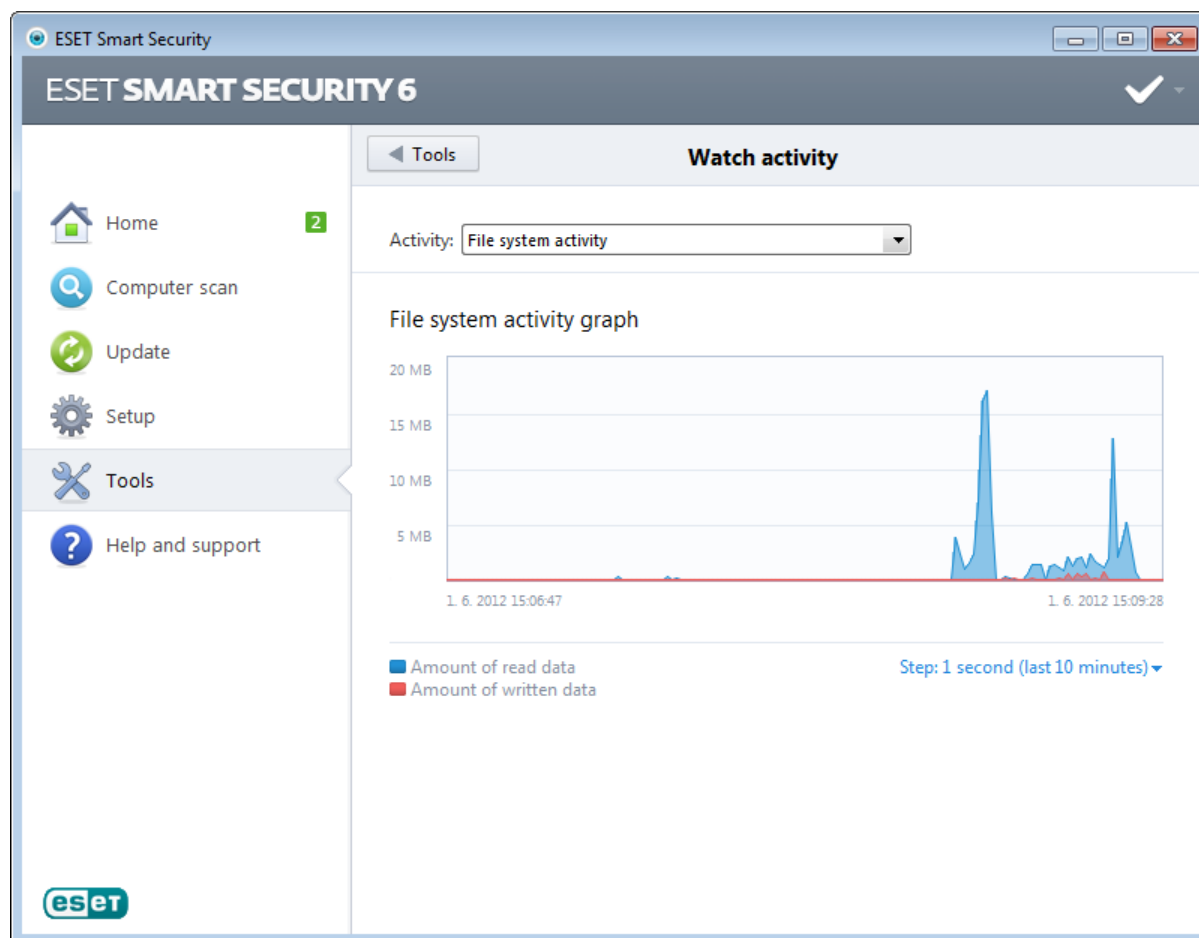 ESET Smart Security
ESET SMART SECURITY 6
Tools
Watch activity
Home
2
Computer scan
Update
Setup
Tools
Help and support
Activity: File system activity
File system activity graph
20 MB
15 MB
10 MB
5 MB
1. 6. 2012 15:06:47
1. 6. 2012 15:09:28
Amount of read data
Amount of written data
Step: 1 second (last 10 minutes)
eset